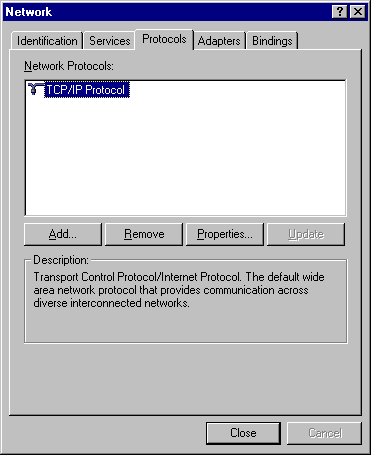 Network
Identification Services Protocols Adapters Bindings
Network Protocols:
TCP/IP Protocol
Add... Remove Properties... Update
Description:
Transport Control Protocol/Internet Protocol. The default wide
area network protocol that provides communication across
diverse interconnected networks.
Close Cancel